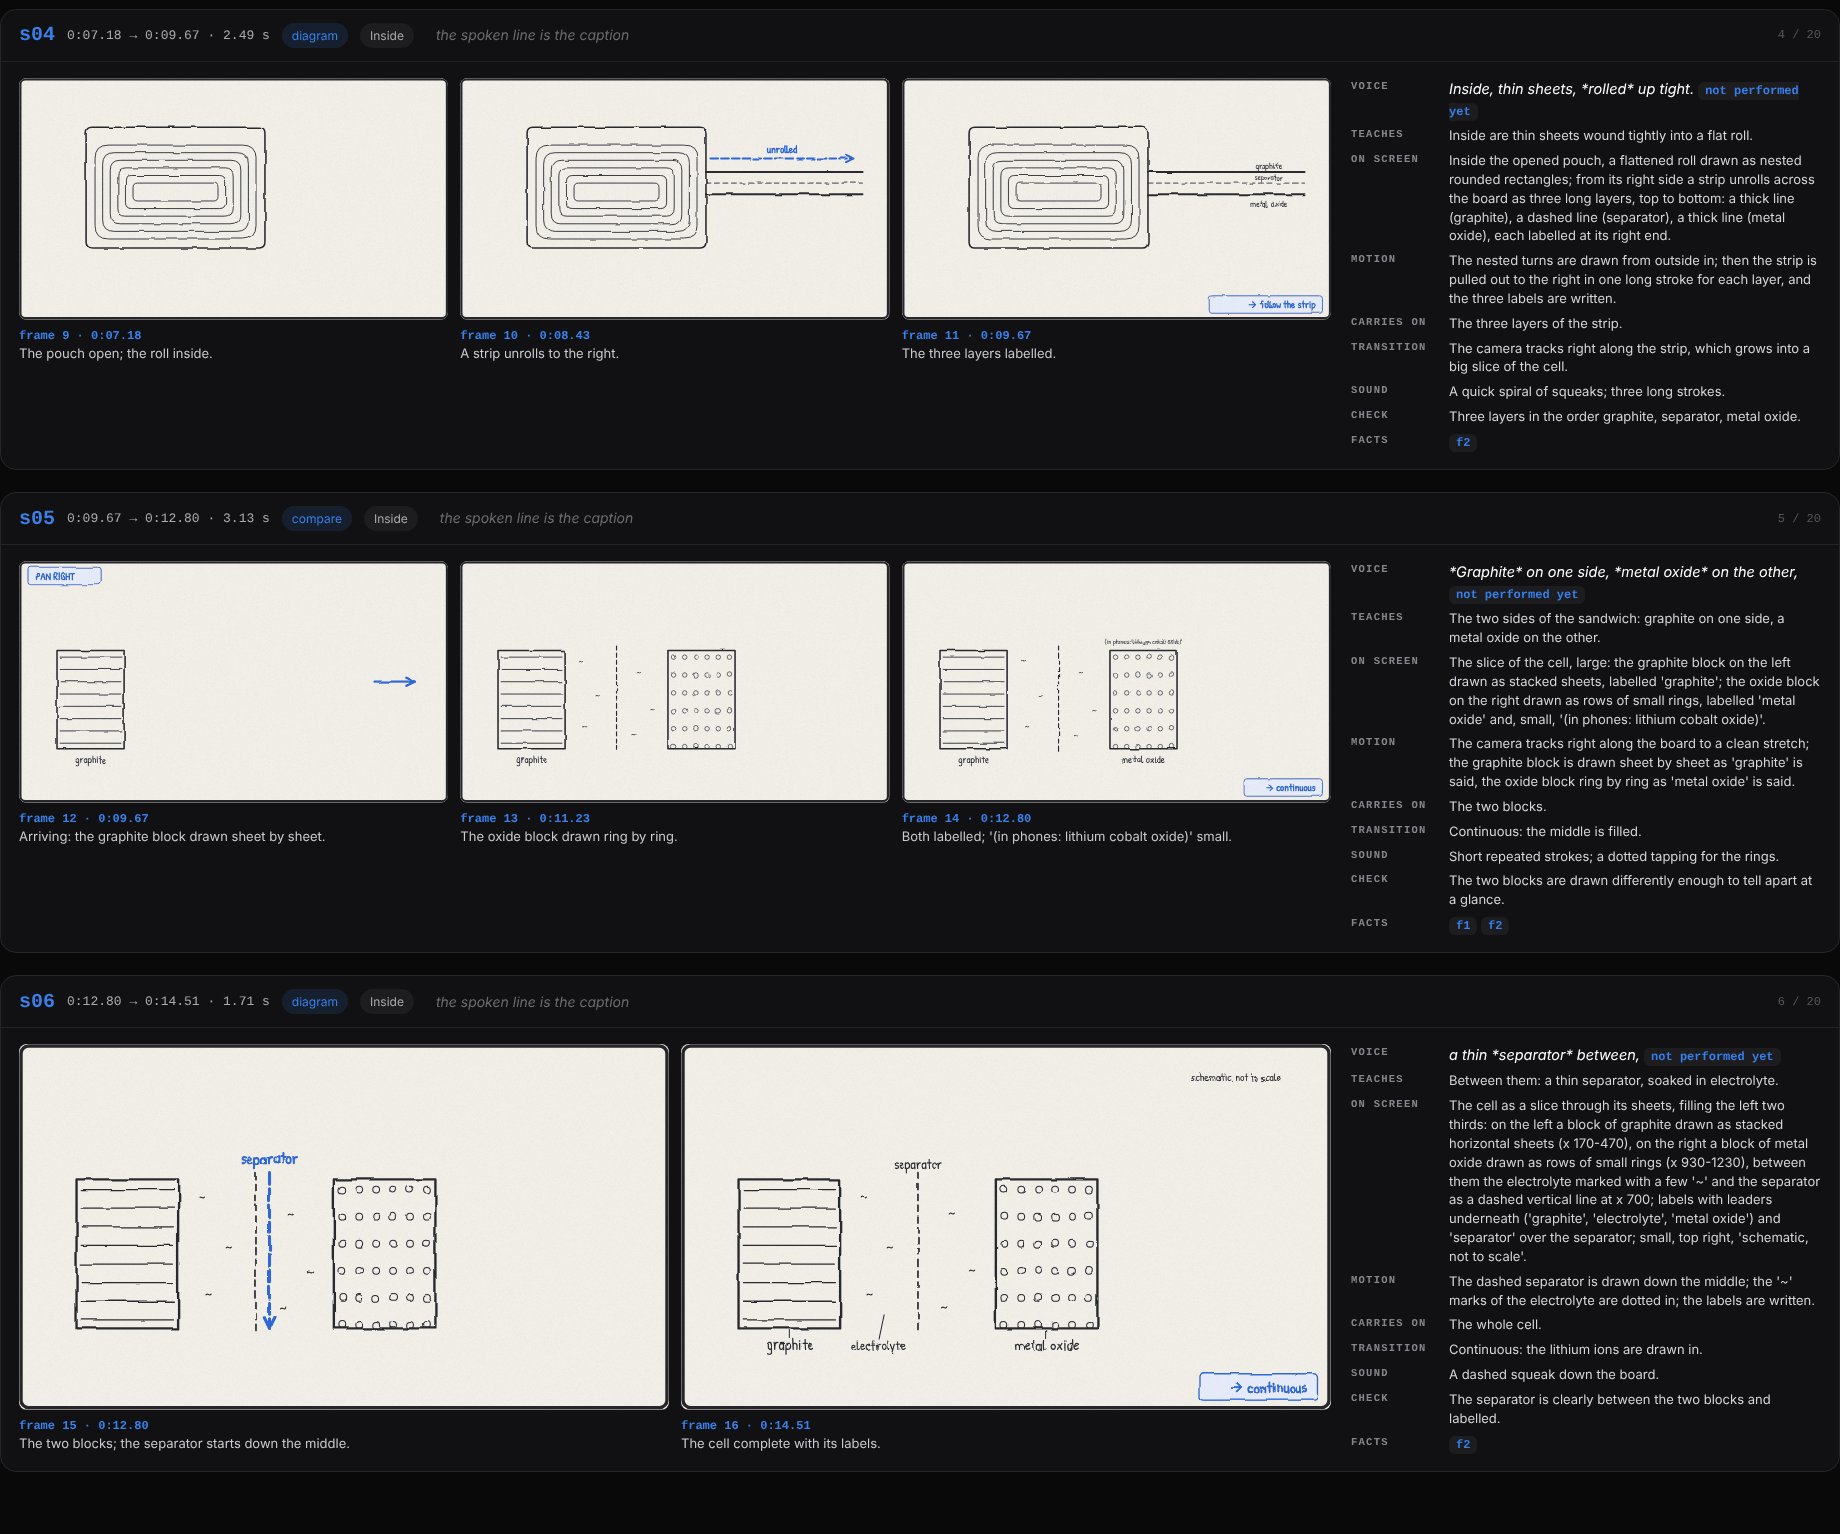 s04 0:07.18 → 0:09.67 · 2.49 s diagram Inside the spoken line is the caption 4 / 20
unrolled
graphite
separator
metal oxide
→ follow the strip
frame 9 · 0:07.18
The pouch open; the roll inside.
frame 10 · 0:08.43
A strip unrolls to the right.
frame 11 · 0:09.67
The three layers labelled.
VOICE Inside, thin sheets, *rolled* up tight. not performed
yet
TEACHES Inside are thin sheets wound tightly into a flat roll.
ON SCREEN Inside the opened pouch, a flattened roll drawn as nested
rounded rectangles; from its right side a strip unrolls across
the board as three long layers, top to bottom: a thick line
(graphite), a dashed line (separator), a thick line (metal
oxide), each labelled at its right end.
MOTION The nested turns are drawn from outside in; then the strip is
pulled out to the right in one long stroke for each layer, and
the three labels are written.
CARRIES ON The three layers of the strip.
TRANSITION The camera tracks right along the strip, which grows into a
big slice of the cell.
SOUND A quick spiral of squeaks; three long strokes.
CHECK Three layers in the order graphite, separator, metal oxide.
FACTS f2
s05 0:09.67 → 0:12.80 · 3.13 s compare Inside the spoken line is the caption 5 / 20
PAN RIGHT
graphite
graphite
(in phones: lithium cobalt oxide)
graphite
metal oxide
→ continuous
frame 12 · 0:09.67
Arriving: the graphite block drawn sheet by sheet.
frame 13 · 0:11.23
The oxide block drawn ring by ring.
frame 14 · 0:12.80
Both labelled; '(in phones: lithium cobalt oxide)' small.
VOICE *Graphite* on one side, *metal oxide* on the other,
not performed yet
TEACHES The two sides of the sandwich: graphite on one side, a
metal oxide on the other.
ON SCREEN The slice of the cell, large: the graphite block on the left
drawn as stacked sheets, labelled 'graphite'; the oxide block
on the right drawn as rows of small rings, labelled 'metal
oxide' and, small, '(in phones: lithium cobalt oxide)'.
MOTION The camera tracks right along the board to a clean stretch;
the graphite block is drawn sheet by sheet as 'graphite' is
said, the oxide block ring by ring as 'metal oxide' is said.
CARRIES ON The two blocks.
TRANSITION Continuous: the middle is filled.
SOUND Short repeated strokes; a dotted tapping for the rings.
CHECK The two blocks are drawn differently enough to tell apart at
a glance.
FACTS f1 f2
s06 0:12.80 → 0:14.51 · 1.71 s diagram Inside the spoken line is the caption 6 / 20
separator
schematic, not to scale
separator
graphite
electrolyte
metal oxide
→ continuous
frame 15 · 0:12.80
The two blocks; the separator starts down the middle.
frame 16 · 0:14.51
The cell complete with its labels.
VOICE a thin *separator* between, not performed yet
TEACHES Between them: a thin separator, soaked in electrolyte.
ON SCREEN The cell as a slice through its sheets, filling the left two
thirds: on the left a block of graphite drawn as stacked
horizontal sheets (x 170-470), on the right a block of metal
oxide drawn as rows of small rings (x 930-1230), between
them the electrolyte marked with a few '~' and the separator
as a dashed vertical line at x 700; labels with leaders
underneath ('graphite', 'electrolyte', 'metal oxide') and
'separator' over the separator; small, top right, 'schematic,
not to scale'.
MOTION The dashed separator is drawn down the middle; the '~'
marks of the electrolyte are dotted in; the labels are written.
CARRIES ON The whole cell.
TRANSITION Continuous: the lithium ions are drawn in.
SOUND A dashed squeak down the board.
CHECK The separator is clearly between the two blocks and
labelled.
FACTS f2